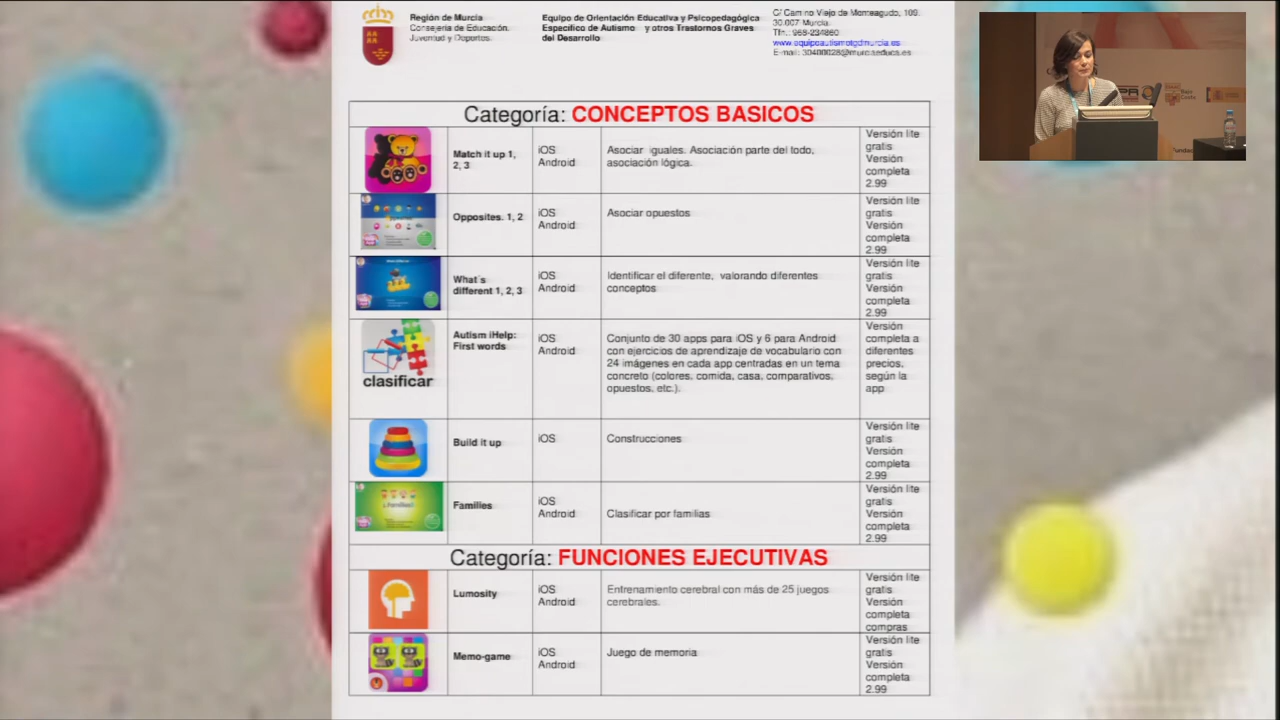 Región de Murcia
Consejería de Educación.
Juventud y Deportes.
Equipo de Orientación Educativa y Psicopedagógica
Específico de Autismo y otros Trastornos Graves
del Desarrollo
C/ Camino Viejo de Monteagudo, 109.
30.007 Murcia.
Tfn.: 968-234860
www.equipoautismotgdmurcia.es
E-mail: 30400028@murciaeduca.es
Categoría: CONCEPTOS BASICOS
Match it up 1,
2, 3
iOS
Android
Asociar iguales. Asociación parte del todo,
asociación lógica.
Versión lite
gratis
Versión
completa
2.99
Opposites. 1, 2
iOS
Android
Asociar opuestos
Versión lite
gratis
Versión
completa
2.99
What´s
different 1, 2, 3
iOS
Android
Identificar el diferente, valorando diferentes
conceptos
Versión lite
gratis
Versión
completa
2.99
clasificar
Autism iHelp:
First words
iOS
Android
Conjunto de 30 apps para iOS y 6 para Android
con ejercicios de aprendizaje de vocabulario con
24 imágenes en cada app centradas en un tema
concreto (colores, comida, casa, comparativos,
opuestos, etc.).
Versión
completa a
diferentes
precios,
según la
app
Build it up
iOS
Construcciones
Versión lite
gratis
Versión
completa
2.99
Families
iOS
Android
Clasificar por familias
Versión lite
gratis
Versión
completa
2.99
Categoría: FUNCIONES EJECUTIVAS
Lumosity
iOS
Android
Entrenamiento cerebral con más de 25 juegos
cerebrales.
Versión lite
gratis
Versión
completa
compras
Memo-game
iOS
Android
Juego de memoria
Versión lite
gratis
Versión
completa
2.99